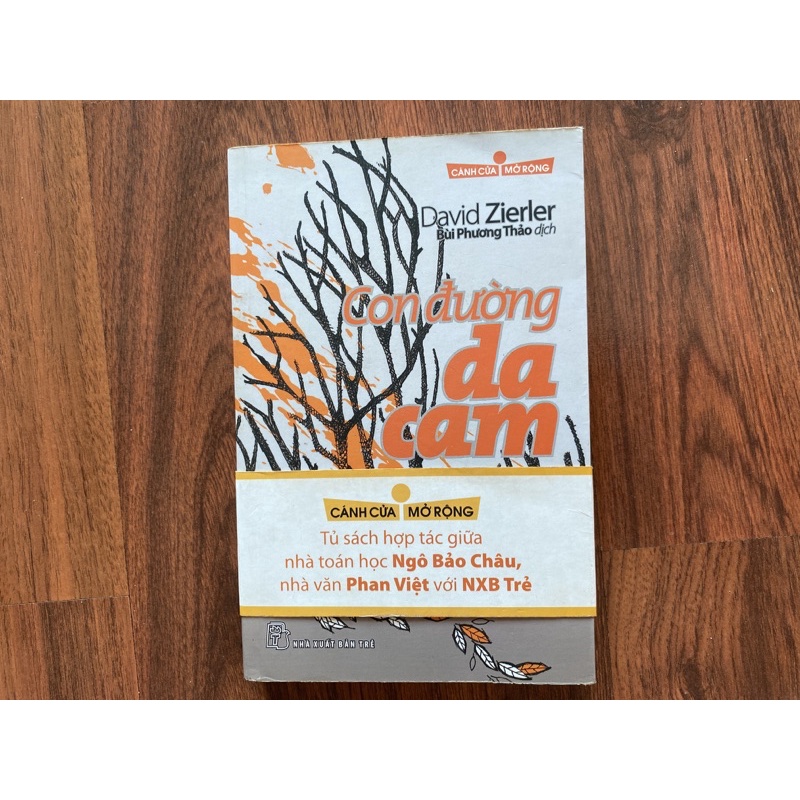 CÁNH CỬA MỞ RỘNG
David Zierler
Bùi Phương Thảo dịch
Con đường
da
cam
CÁNH CỬA MỞ RỘNG
Tủ sách hợp tác giữa
nhà toán học Ngô Bảo Châu,
nhà văn Phan Việt với NXB Trẻ
NHÀ XUẤT BẢN TRẺ